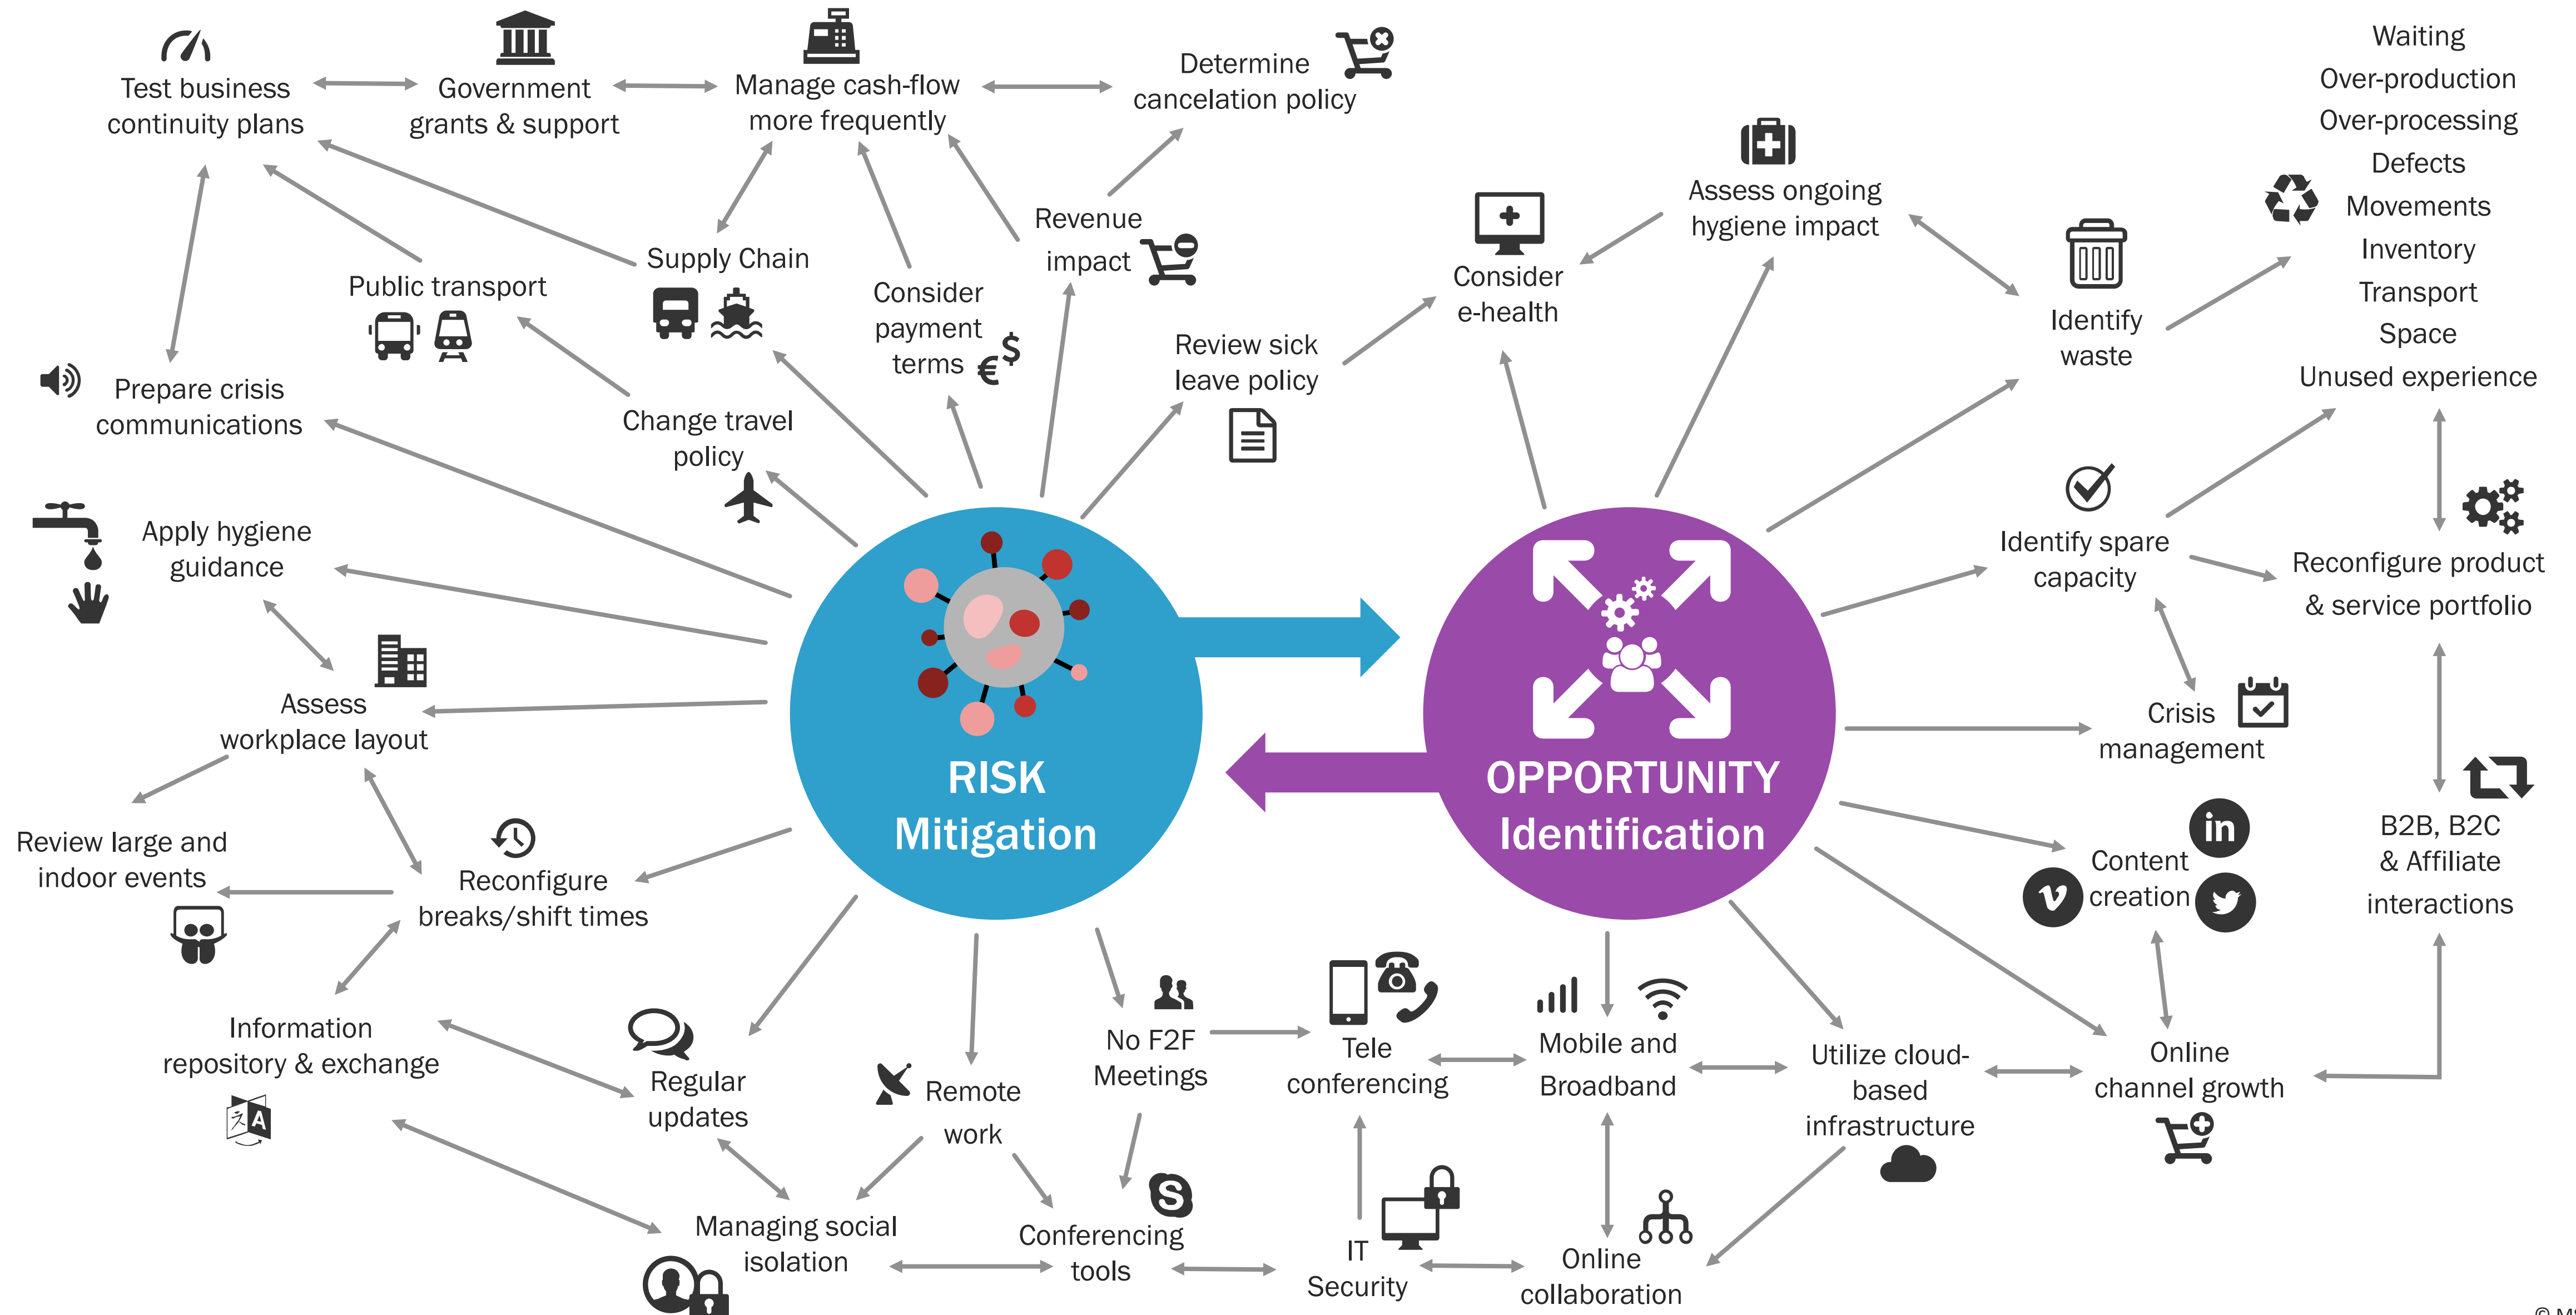 Test business
continuity plans
Government
grants & support
Manage cash-flow
more frequently
Determine
cancelation policy
Waiting
Over-production
Over-processing
Defects
Movements
Inventory
Transport
Space
Unused experience
Assess ongoing
hygiene impact
Revenue
impact
Supply Chain
Public transport
Consider
payment
terms
€
$
Consider
e-health
Identify
waste
Review sick
leave policy
Prepare crisis
communications
Change travel
policy
Apply hygiene
guidance
Identify spare
capacity
Reconfigure product
& service portfolio
Assess
workplace layout
Crisis
management
RISK
Mitigation
OPPORTUNITY
Identification
Review large and
indoor events
Reconfigure
breaks/shift times
in
Content
creation
v
B2B, B2C
& Affiliate
interactions
Information
repository & exchange
A
Regular
updates
Remote
work
No F2F
Meetings
Tele
conferencing
Mobile and
Broadband
Utilize cloud-
based
infrastructure
Online
channel growth
Managing social
isolation
S
Conferencing
tools
IT
Security
Online
collaboration